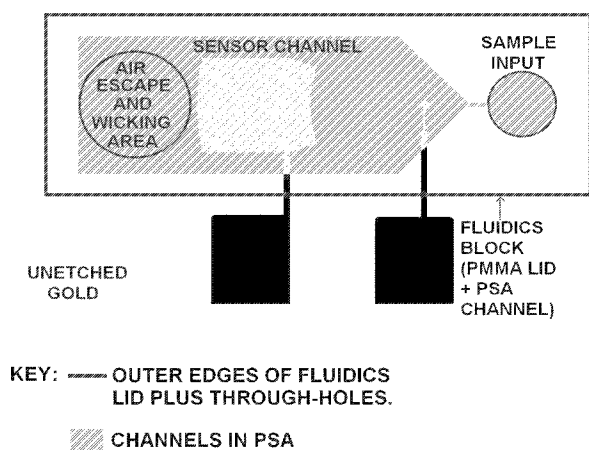 SENSOR CHANNEL
AIR
ESCAPE
AND
WICKING
AREA
SAMPLE
INPUT
UNETCHED
GOLD
FLUIDICS
BLOCK
(PMMA LID
+ PSA
CHANNEL)
KEY: OUTER EDGES OF FLUIDICS
LID PLUS THROUGH-HOLES.
CHANNELS IN PSA